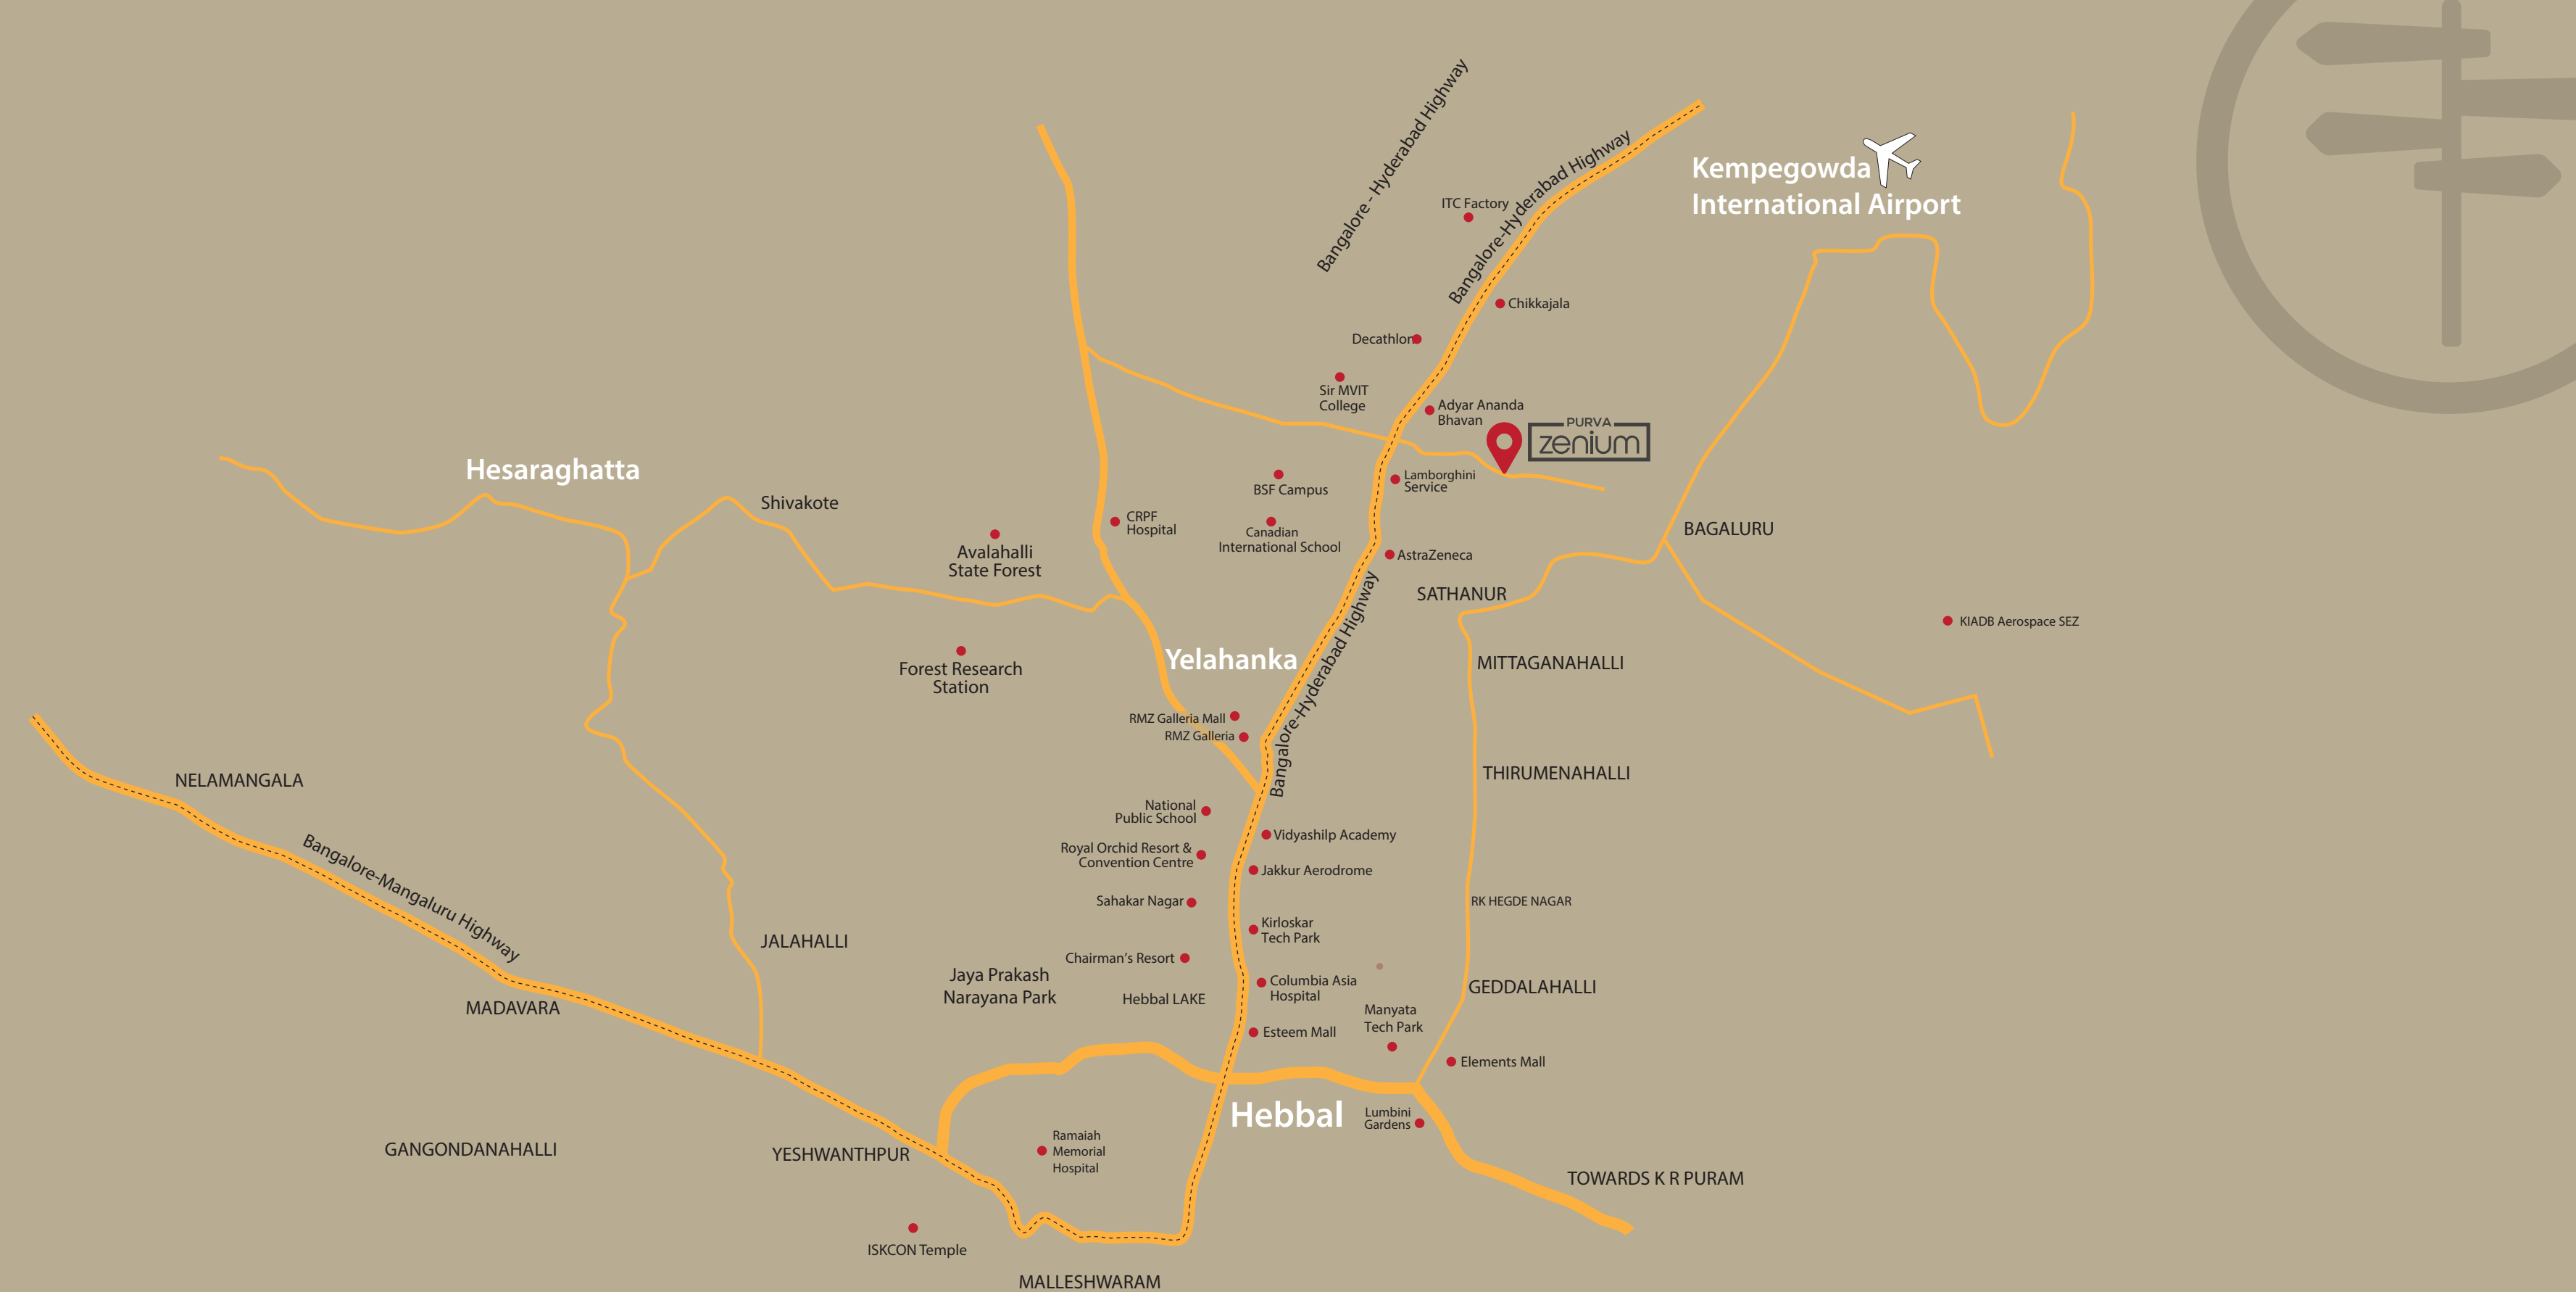 Bangalore - Hyderabad Highway
Bangalore-Hyderabad Highway
Kempegowda
International Airport
ITC Factory
Chikkajala
Decathlon
Sir MVIT
College
Adyar Ananda
Bhavan
PURVA
zenium
Hesaraghatta
Shivakote
BSF Campus
Lamborghini
Service
CRPF
Hospital
Canadian
International School
Avalahalli
State Forest
AstraZeneca
BAGALURU
SATHANUR
KIADB Aerospace SEZ
Yelahanka
Bangalore-Hyderabad Highway
MITTAGANAHALLI
Forest Research
Station
RMZ Galleria Mall
RMZ Galleria
THIRUMENAHALLI
NELAMANGALA
Bangalore-Mangaluru Highway
National
Public School
Vidyashilp Academy
Royal Orchid Resort &
Convention Centre
Jakkur Aerodrome
Sahakar Nagar
RK HEGDE NAGAR
Kirloskar
Tech Park
JALAHALLI
Chairman’s Resort
Jaya Prakash
Narayana Park
Hebbal LAKE
Columbia Asia
Hospital
GEDDALAHALLI
MADAVARA
Manyata
Tech Park
Esteem Mall
Elements Mall
Hebbal
Lumbini
Gardens
GANGONDANAHALLI
YESHWANTHPUR
Ramaiah
Memorial
Hospital
TOWARDS K R PURAM
ISKCON Temple
MALLESHWARAM